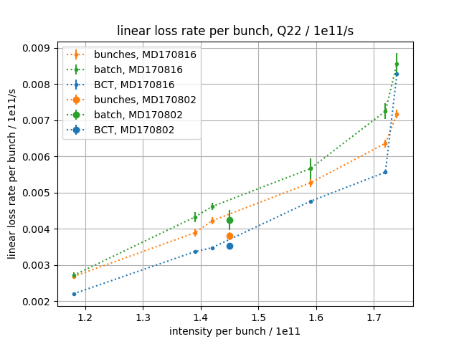 linear loss rate per bunch, Q22 / 1e11/s
bunches, MD170816
batch, MD170816
BCT, MD170816
bunches, MD170802
batch, MD170802
BCT, MD170802
linear loss rate per bunch / 1e11/s
0.009
0.008
0.007
0.006
0.005
0.004
0.003
0.002
1.2 1.3 1.4 1.5 1.6 1.7
intensity per bunch / 1e11